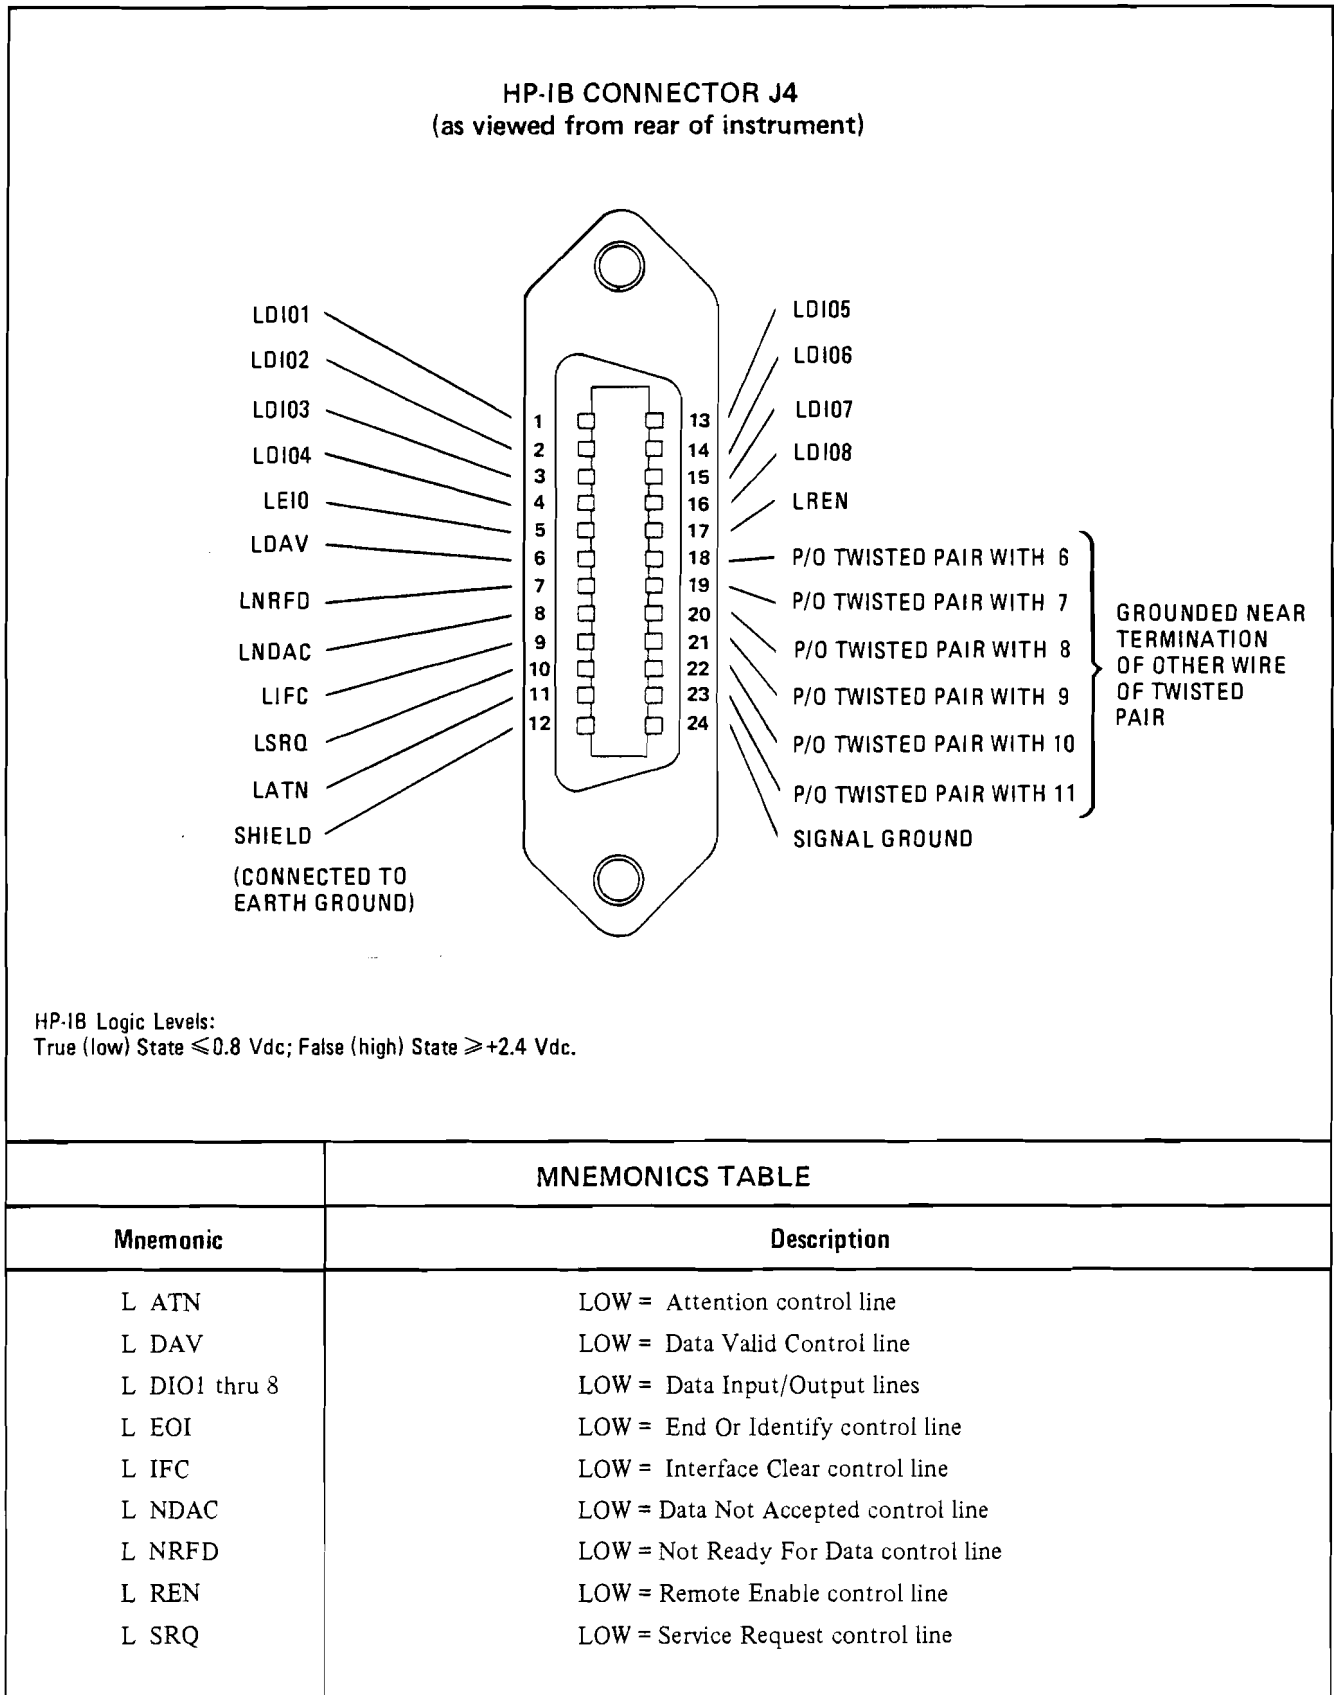 HP-IB CONNECTOR J4
(as viewed from rear of instrument)
LDI01
LDI02
LDI03
LDI04
LEIO
LDAV
LNRFD
LNDAC
LIFC
LSRQ
LATN
SHIELD
(CONNECTED TO
EARTH GROUND)
1
2
3
4
5
6
7
8
9
10
11
12
13
14
15
16
17
18
19
20
21
22
23
24
LDI05
LDI06
LDI07
LDI08
LREN
P/O TWISTED PAIR WITH 6
P/O TWISTED PAIR WITH 7
P/O TWISTED PAIR WITH 8
P/O TWISTED PAIR WITH 9
P/O TWISTED PAIR WITH 10
P/O TWISTED PAIR WITH 11
SIGNAL GROUND
GROUNDED NEAR
TERMINATION
OF OTHER WIRE
OF TWISTED
PAIR
HP-IB Logic Levels:
True (low) State ≤0.8 Vdc; False (high) State ≥+2.4 Vdc.
MNEMONICS TABLE
Mnemonic Description
L ATN LOW = Attention control line
L DAV LOW = Data Valid Control line
L DIO1 thru 8 LOW = Data Input/Output lines
L EOI LOW = End Or Identify control line
L IFC LOW = Interface Clear control line
L NDAC LOW = Data Not Accepted control line
L NRFD LOW = Not Ready For Data control line
L REN LOW = Remote Enable control line
L SRQ LOW = Service Request control line